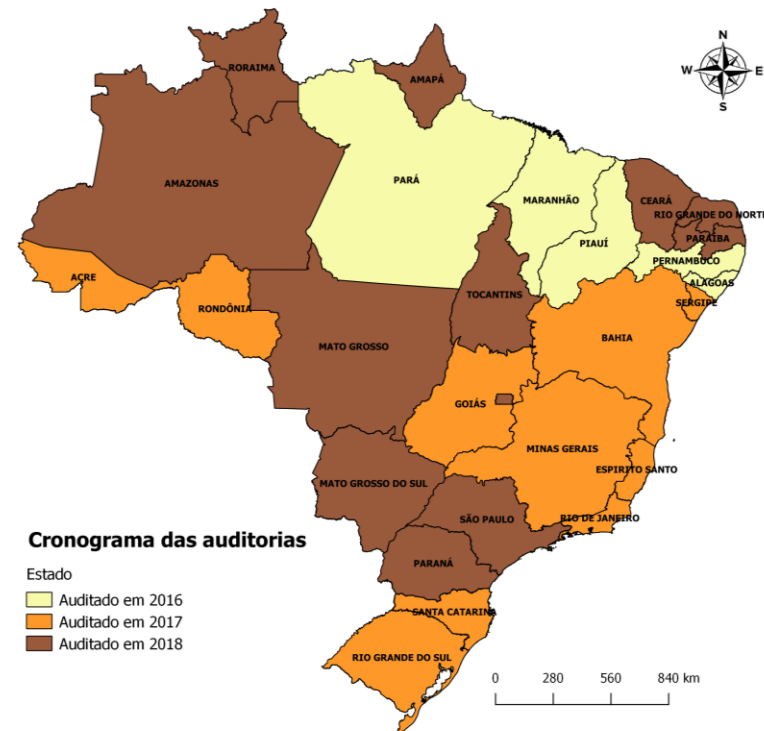 N
W E
S
RORAIMA
AMAPÁ
AMAZONAS
PARÁ
MARANHÃO
CEARÁ
RIO GRANDE DO NORTE
PARAÍBA
PIAUÍ
PERNAMBUCO
ALAGOAS
SERGIPE
ACRE
RONDÔNIA
TOCANTINS
BAHIA
MATO GROSSO
GOIÁS
MINAS GERAIS
ESPIRITO SANTO
MATO GROSSO DO SUL
SÃO PAULO
RIO DE JANEIRO
PARANÁ
SANTA CATARINA
RIO GRANDE DO SUL
Cronograma das auditorias
Estado
Auditado em 2016
Auditado em 2017
Auditado em 2018
0 280 560 840 km